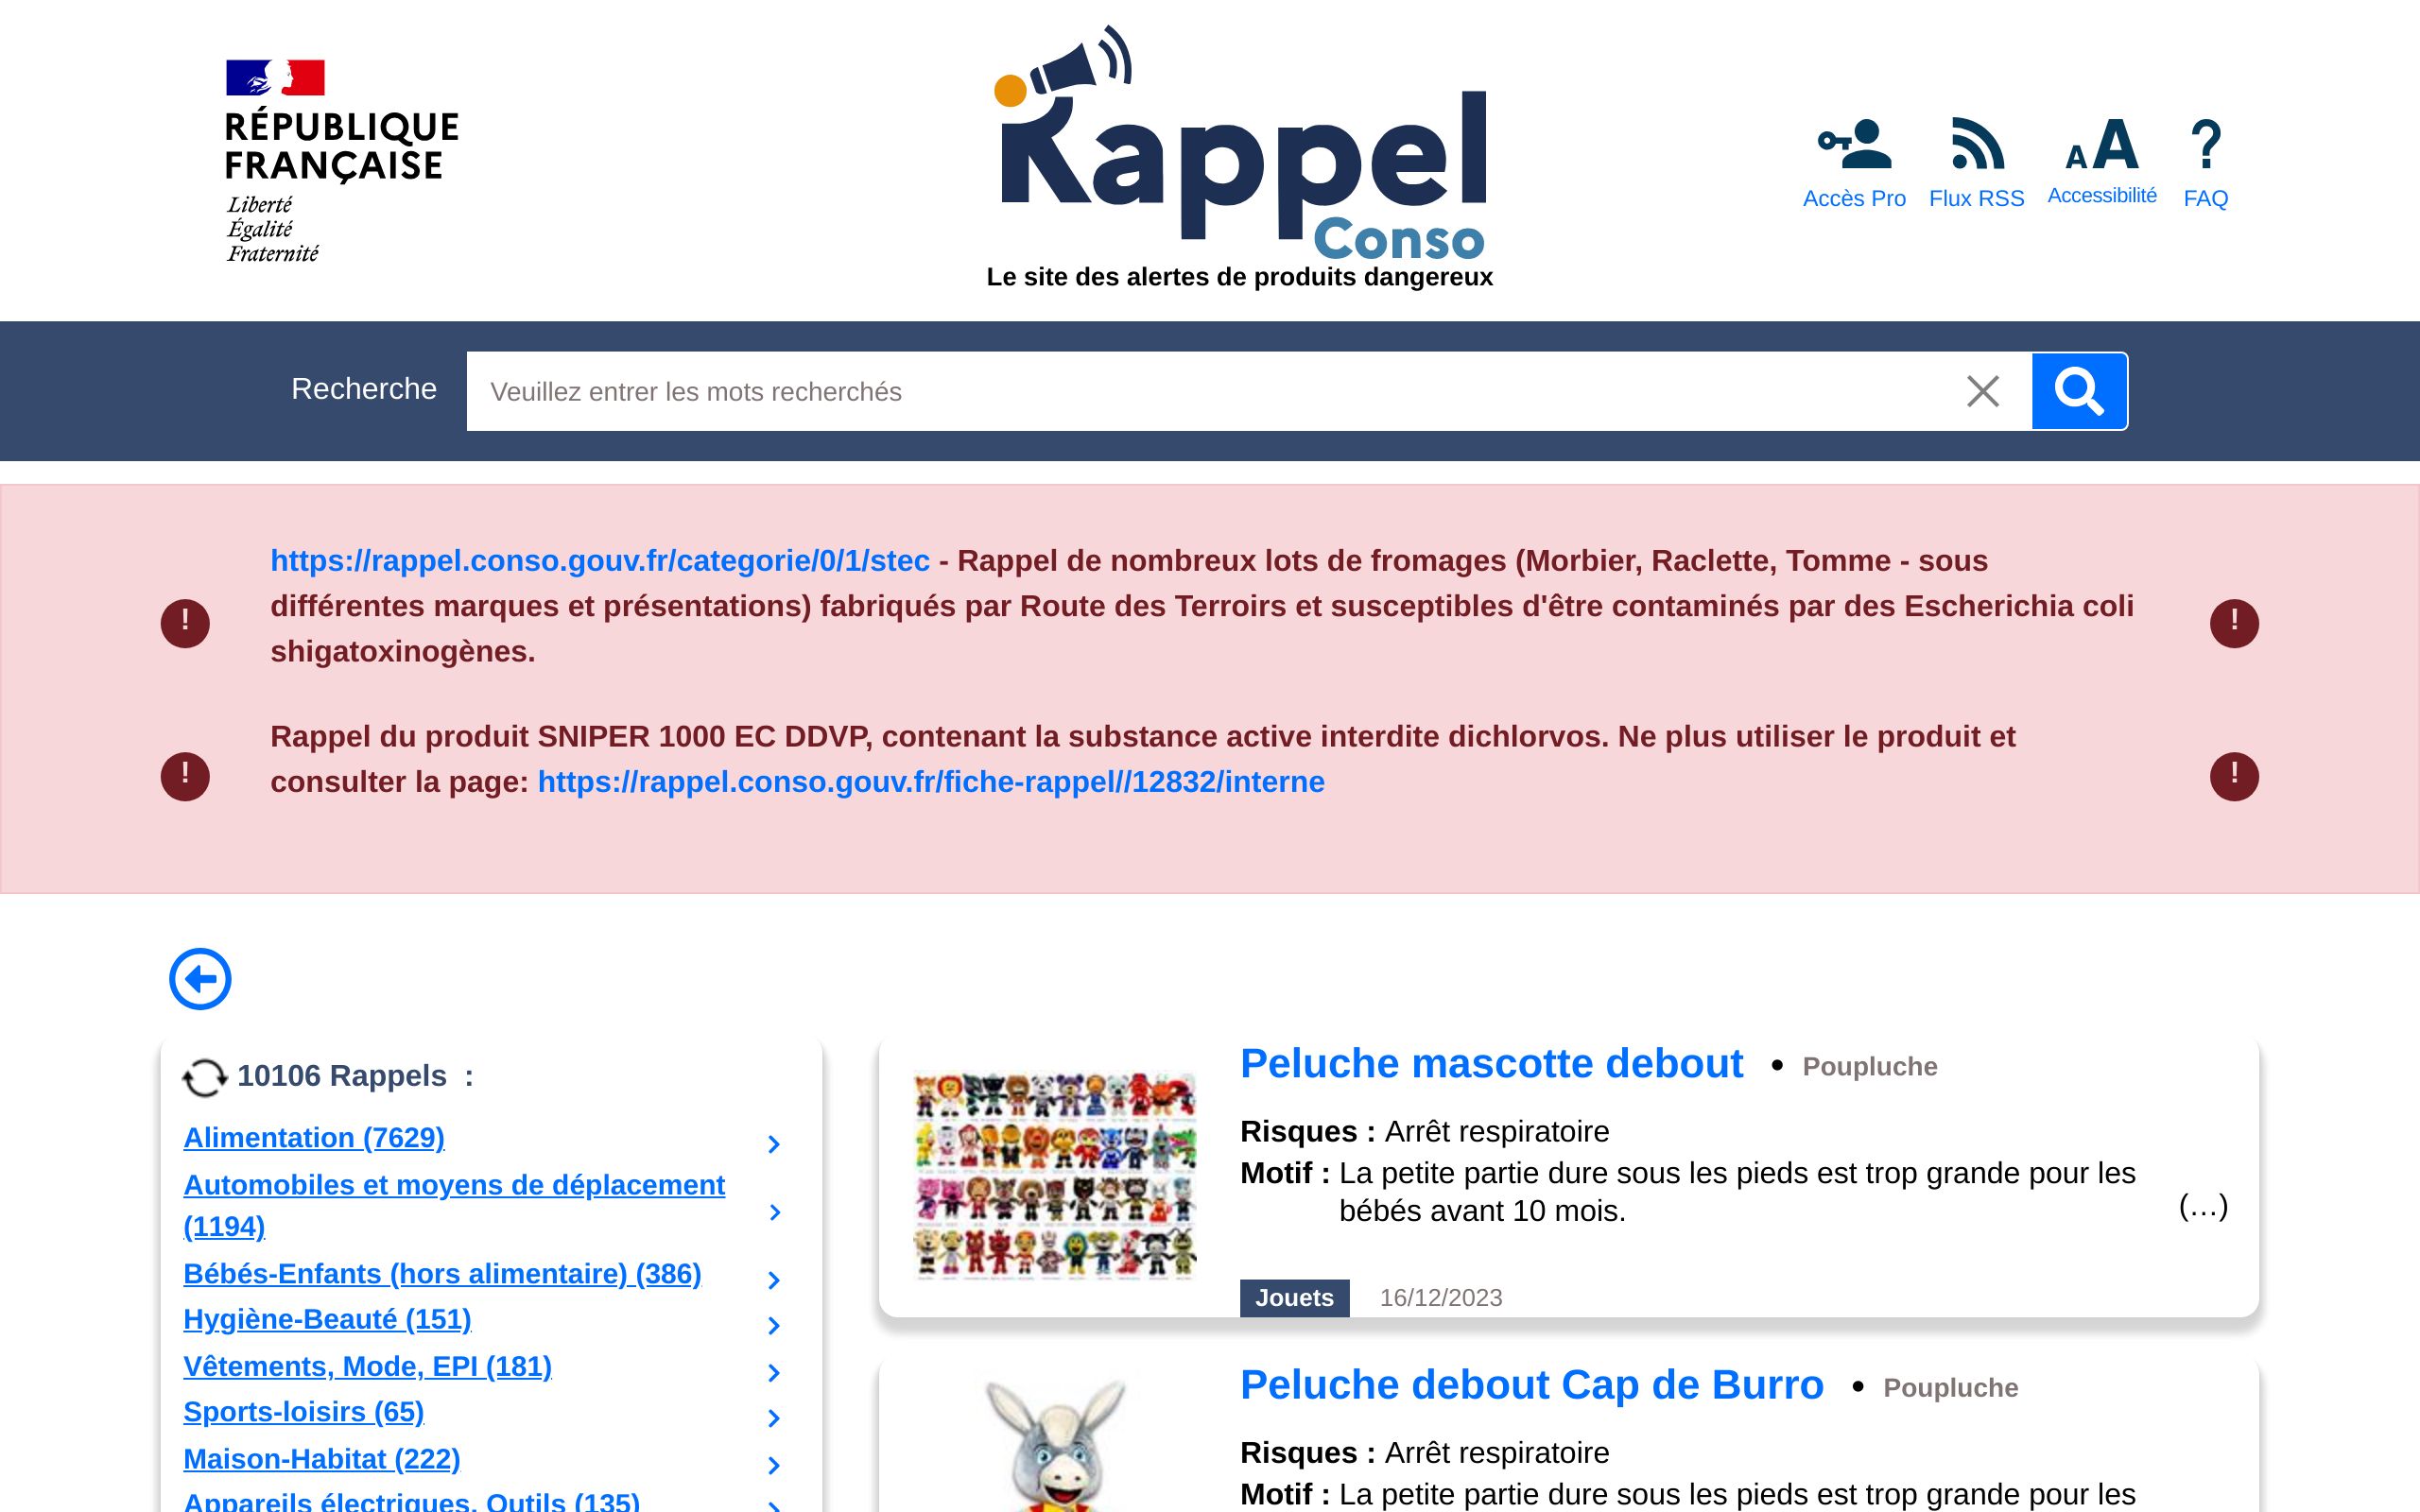 RÉPUBLIQUE
FRANÇAISE
Liberté
Égalité
Fraternité
Rappel
Conso
Le site des alertes de produits dangereux
Accès Pro
Flux RSS
AA
Accessibilité
?
FAQ
Recherche
Veuillez entrer les mots recherchés
https://rappel.conso.gouv.fr/categorie/0/1/stec - Rappel de nombreux lots de fromages (Morbier, Raclette, Tomme - sous
différentes marques et présentations) fabriqués par Route des Terroirs et susceptibles d'être contaminés par des Escherichia coli
shigatoxinogènes.
!
!
Rappel du produit SNIPER 1000 EC DDVP, contenant la substance active interdite dichlorvos. Ne plus utiliser le produit et
consulter la page: https://rappel.conso.gouv.fr/fiche-rappel//12832/interne
!
!
10106 Rappels :
Alimentation (7629)
Automobiles et moyens de déplacement
(1194)
Bébés-Enfants (hors alimentaire) (386)
Hygiène-Beauté (151)
Vêtements, Mode, EPI (181)
Sports-loisirs (65)
Maison-Habitat (222)
Appareils électriques, Outils (135)
Peluche mascotte debout • Poupluche
Risques : Arrêt respiratoire
Motif : La petite partie dure sous les pieds est trop grande pour les
bébés avant 10 mois.
(…)
Jouets 16/12/2023
Peluche debout Cap de Burro • Poupluche
Risques : Arrêt respiratoire
Motif : La petite partie dure sous les pieds est trop grande pour les